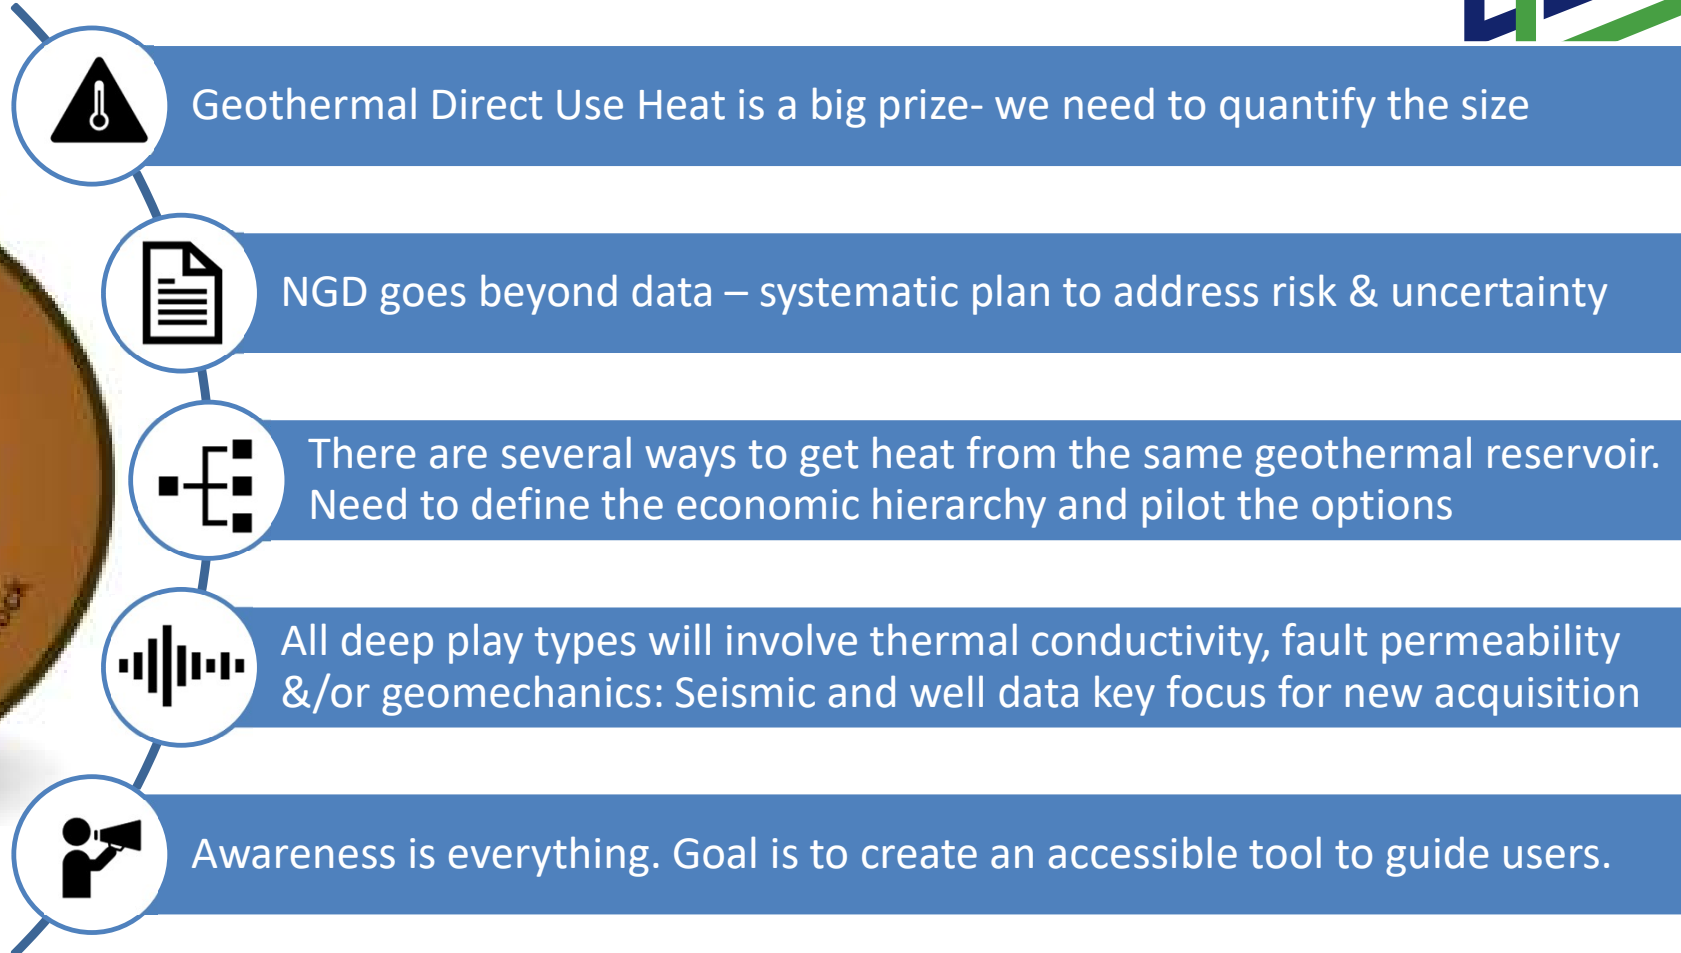 Geothermal Direct Use Heat is a big prize- we need to quantify the size
NGD goes beyond data – systematic plan to address risk & uncertainty
There are several ways to get heat from the same geothermal reservoir.
Need to define the economic hierarchy and pilot the options
All deep play types will involve thermal conductivity, fault permeability
&/or geomechanics: Seismic and well data key focus for new acquisition
Awareness is everything. Goal is to create an accessible tool to guide users.